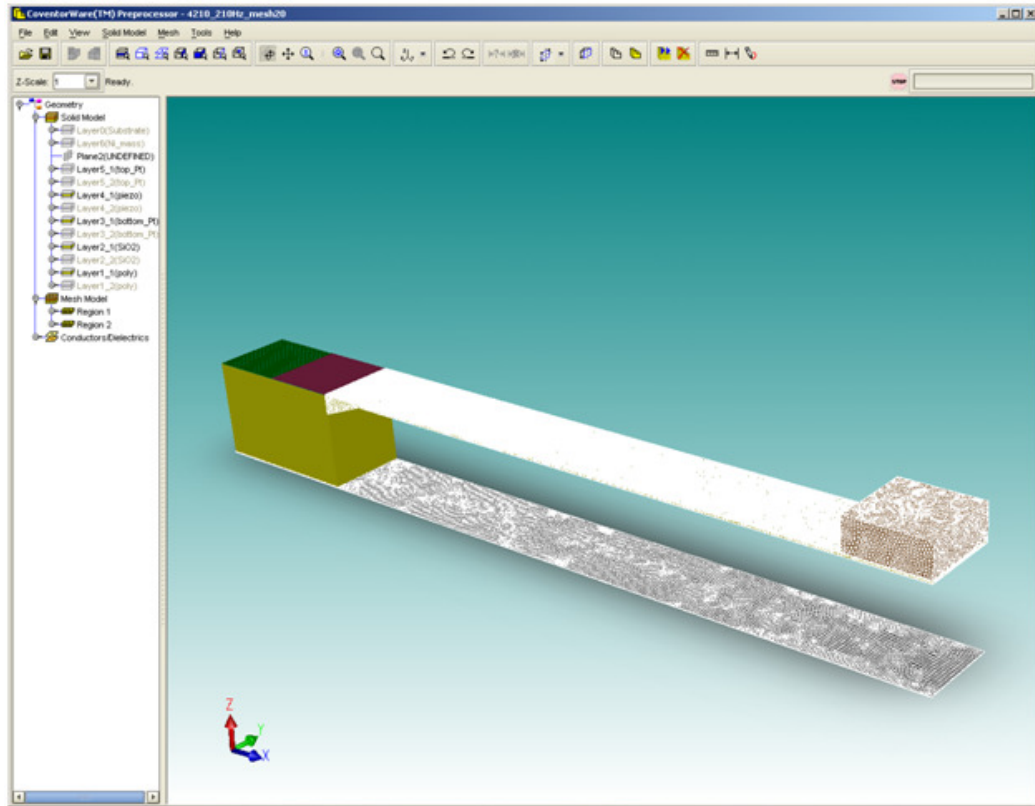 CoventorWare(TM) Preprocessor - 4210_210Hz_mesh20
File Edit View Solid Model Mesh Tools Help
Z-Scale: 1 Ready. STOP
Geometry
Solid Model
Layer0(Substrate)
Layer6(Ni_mass)
Plane2(UNDEFINED)
Layer5_1(top_Pt)
Layer5_2(top_Pt)
Layer4_1(piezo)
Layer4_2(piezo)
Layer3_1(bottom_Pt)
Layer3_2(bottom_Pt)
Layer2_1(SiO2)
Layer2_2(SiO2)
Layer1_1(poly)
Layer1_2(poly)
Mesh Model
Region 1
Region 2
Conductors/Dielectrics
Z
Y
X